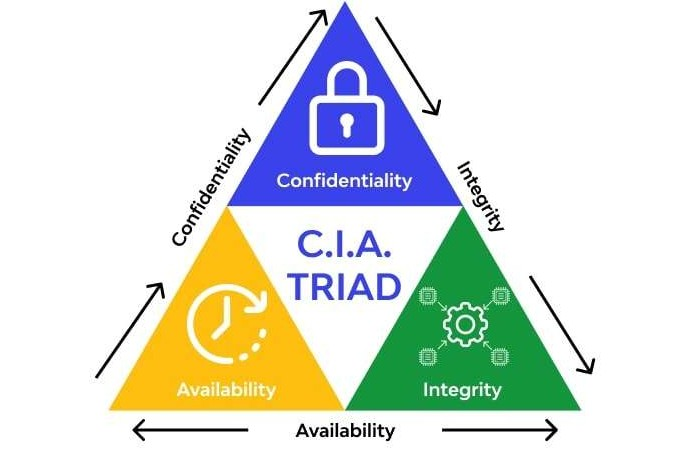 Confidentiality
Confidentiality
Integrity
C.I.A.
TRIAD
Availability
Integrity
Availability